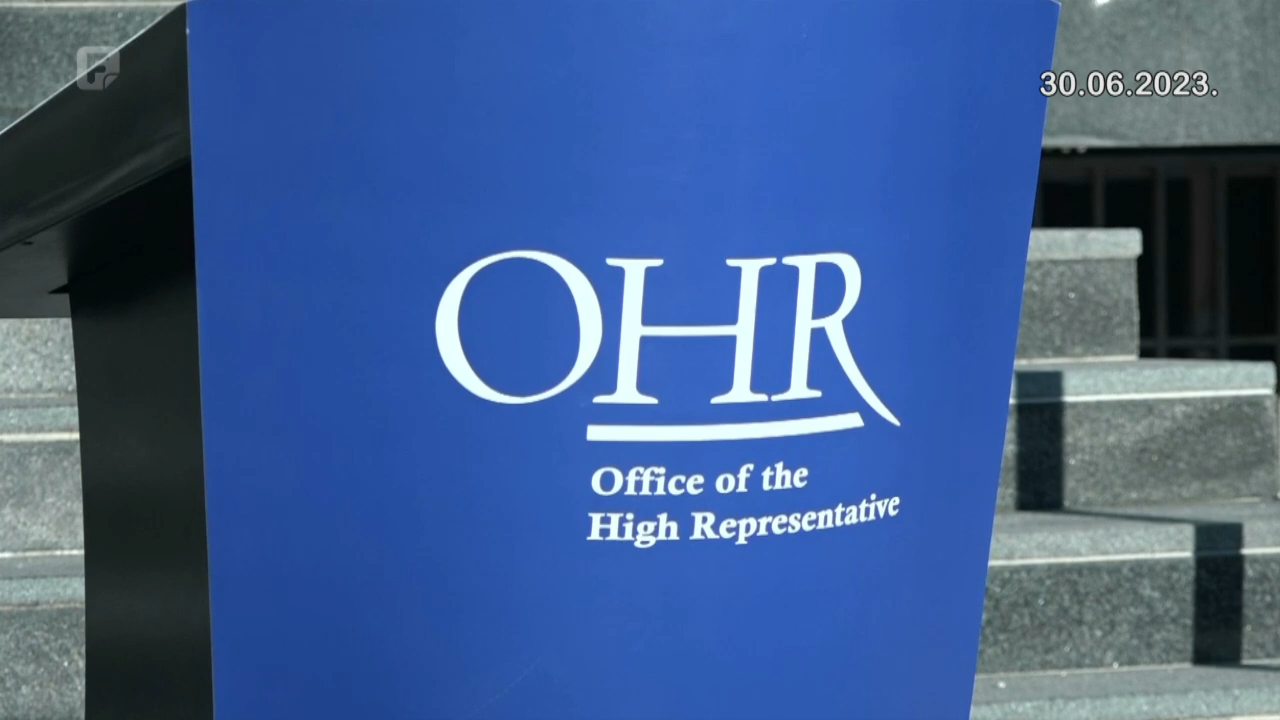 30.06.2023.
OHR
Office of the
High Representative